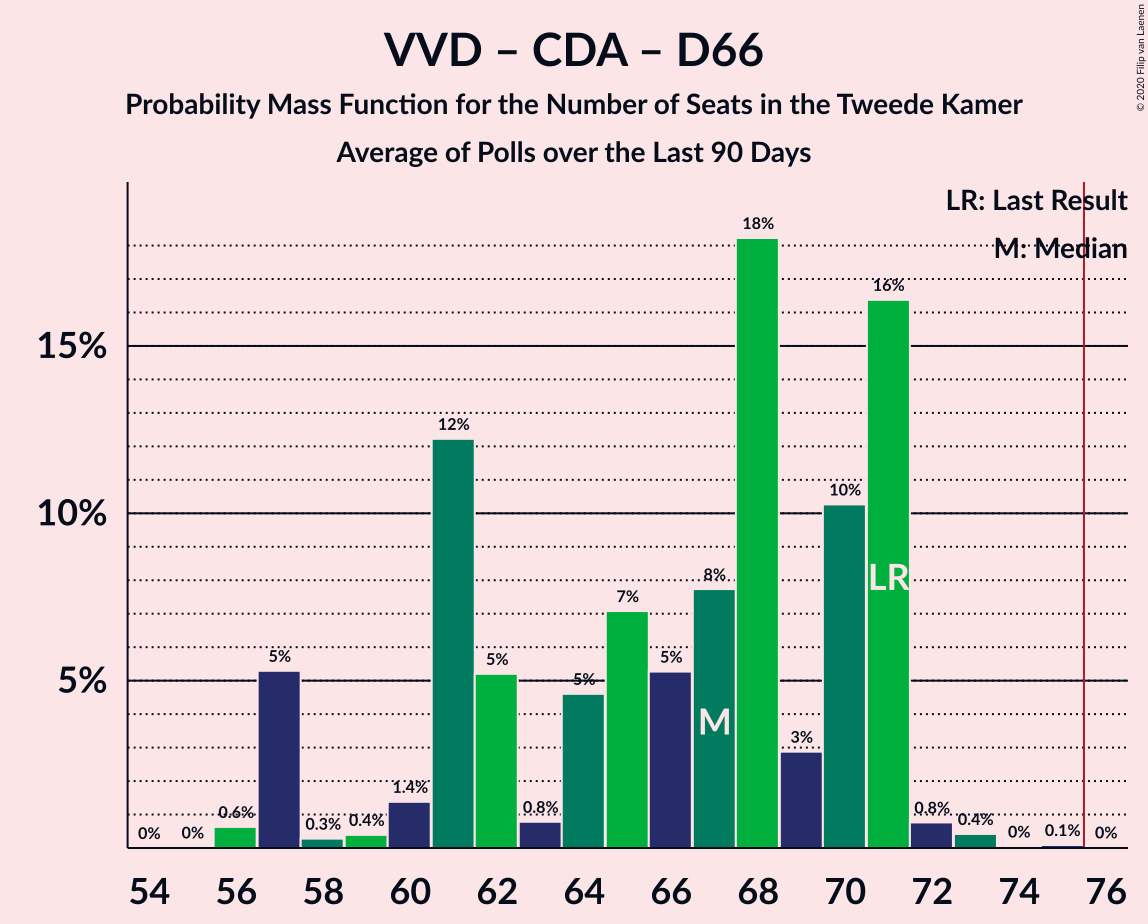 VVD – CDA – D66
Probability Mass Function for the Number of Seats in the Tweede Kamer
Average of Polls over the Last 90 Days
© 2020 Filip van Laenen
LR: Last Result
M: Median
15%
10%
5%
0%
0%
0.6%
5%
0.3%
0.4%
1.4%
12%
5%
0.8%
5%
7%
5%
8%
18%
3%
10%
16%
0.8%
0.4%
0%
0.1%
0%
M
LR
54 56 58 60 62 64 66 68 70 72 74 76